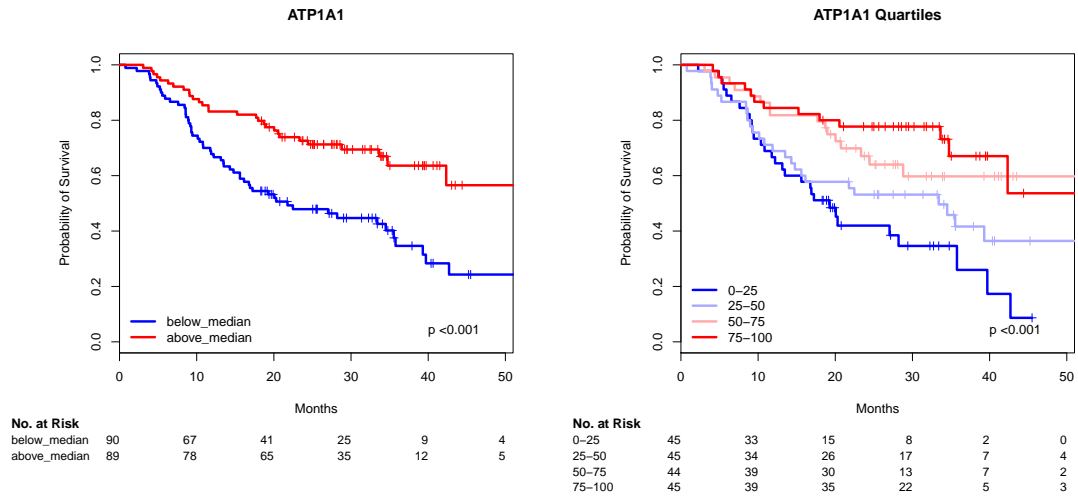 ATP1A1
Probability of Survival
1.0
0.8
0.6
0.4
0.2
0.0
below_median
above_median
p <0.001
0 10 20 30 40 50
Months
No. at Risk
below_median 90 67 41 25 9 4
above_median 89 78 65 35 12 5
ATP1A1 Quartiles
Probability of Survival
1.0
0.8
0.6
0.4
0.2
0.0
0−25
25−50
50−75
75−100
p <0.001
0 10 20 30 40 50
Months
No. at Risk
0−25 45 33 15 8 2 0
25−50 45 34 26 17 7 4
50−75 44 39 30 13 7 2
75−100 45 39 35 22 5 3